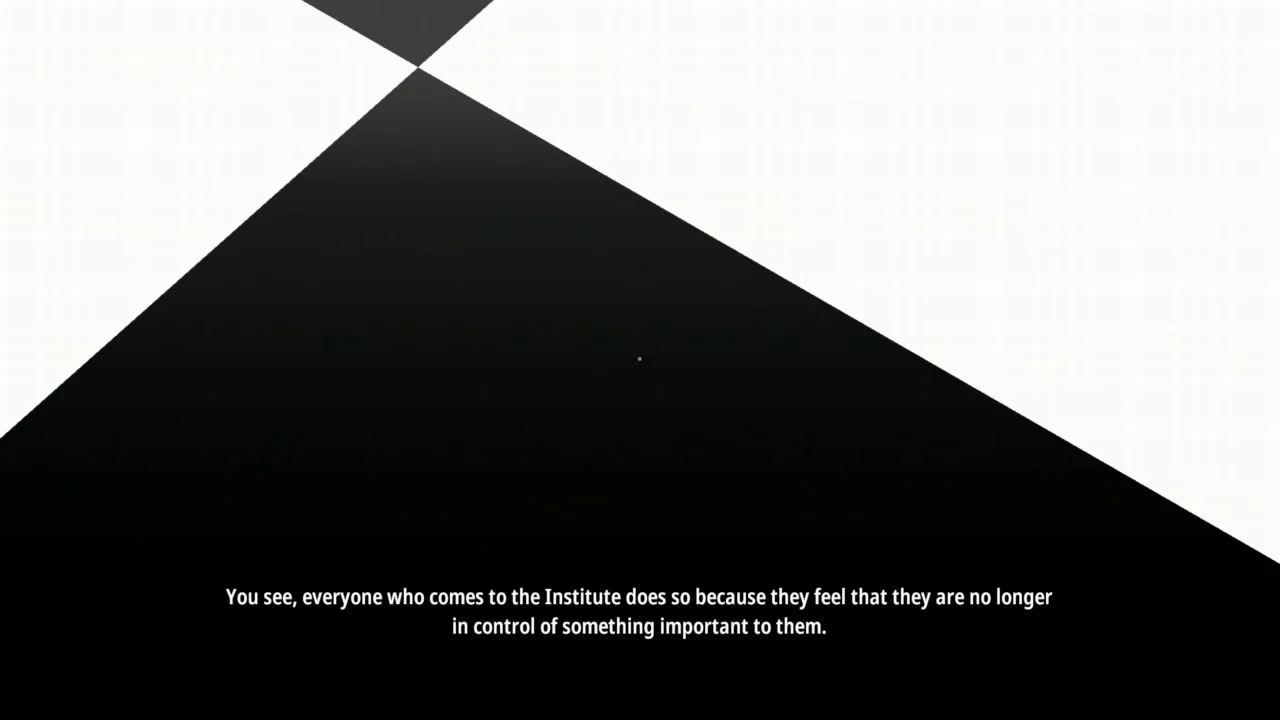 You see, everyone who comes to the Institute does so because they feel that they are no longer
in control of something important to them.